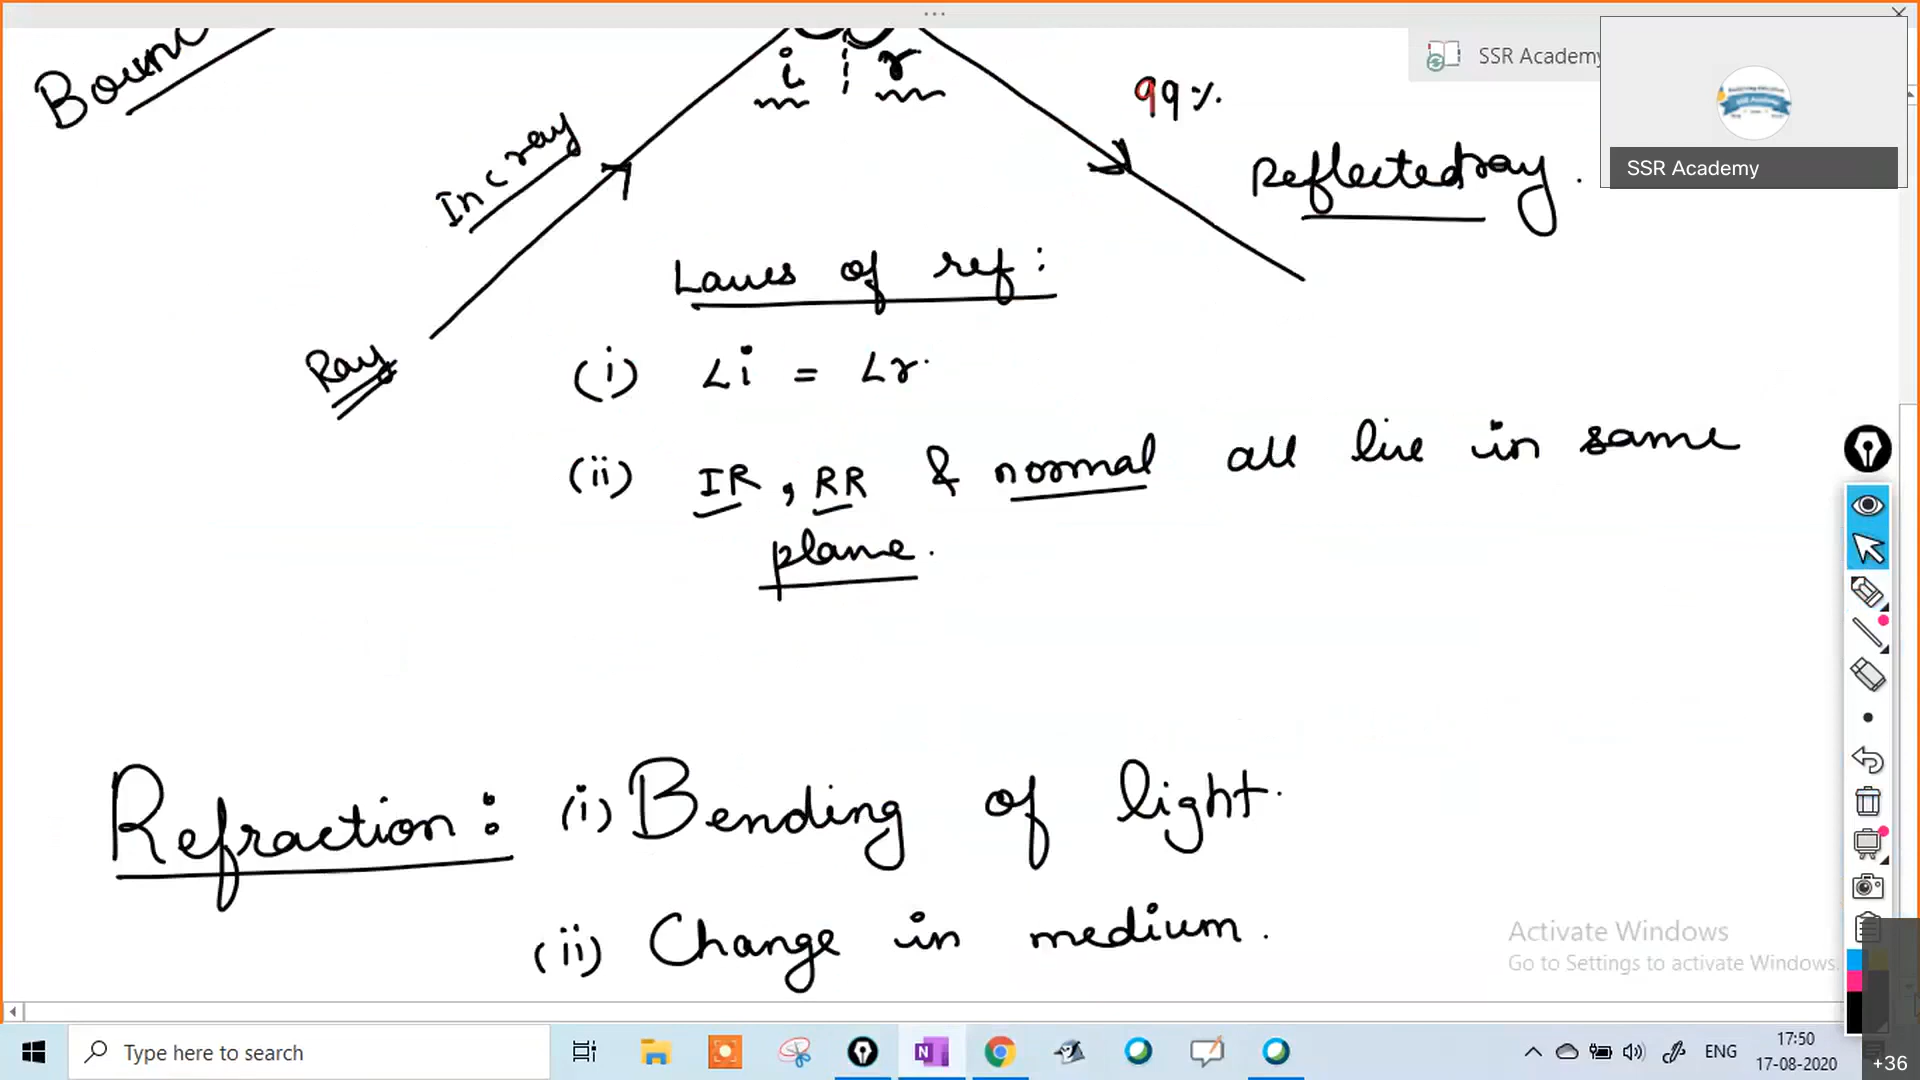 SSR Academy
i r
99%
Inc ray
Reflected ray.
SSR Academy
Laws of ref:
Ray
(i) ∠i = ∠r.
(ii) IR, RR & normal all lie in same
plane.
Refraction: (i) Bending of light.
(ii) Change in medium.
Activate Windows
Go to Settings to activate Windows.
Type here to search
ENG
17:50
17-08-2020
+36